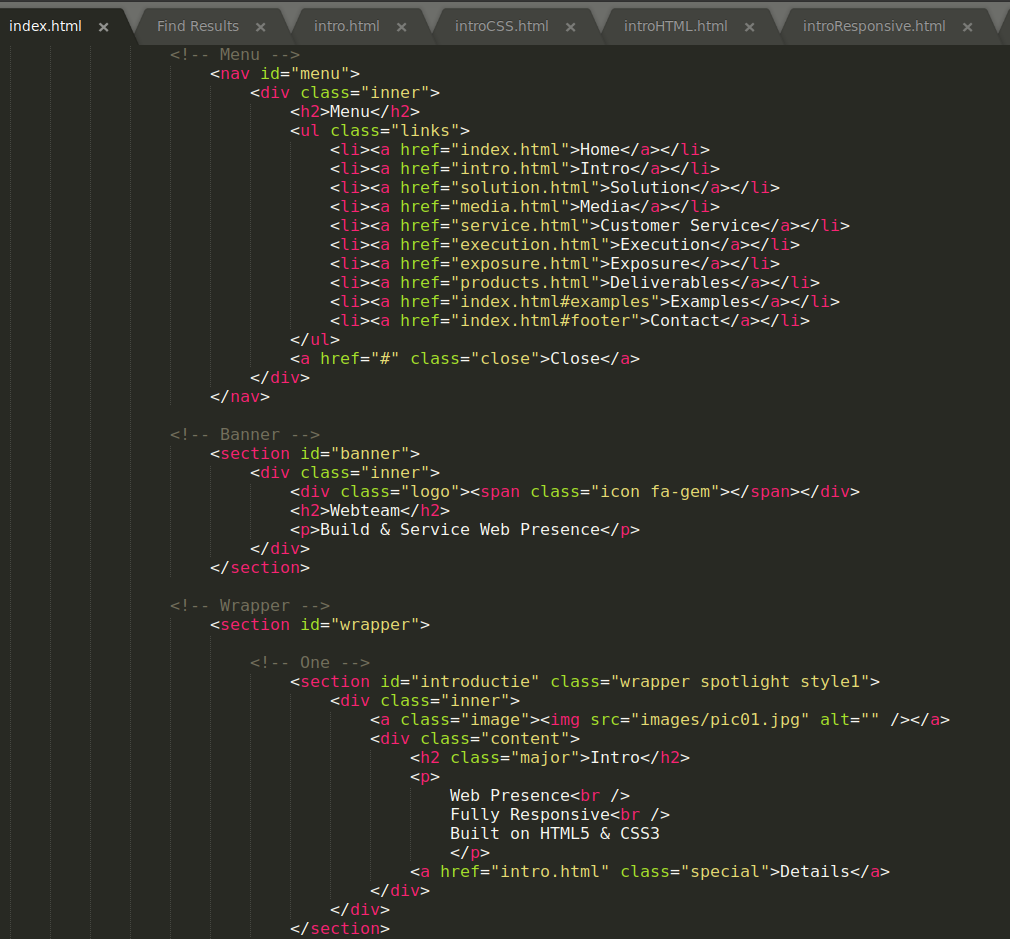 index.html × Find Results × intro.html × introCSS.html × introHTML.html × introResponsive.html ×
<!-- Menu -->
<nav id="menu">
<div class="inner">
<h2>Menu</h2>
<ul class="links">
<li><a href="index.html">Home</a></li>
<li><a href="intro.html">Intro</a></li>
<li><a href="solution.html">Solution</a></li>
<li><a href="media.html">Media</a></li>
<li><a href="service.html">Customer Service</a></li>
<li><a href="execution.html">Execution</a></li>
<li><a href="exposure.html">Exposure</a></li>
<li><a href="products.html">Deliverables</a></li>
<li><a href="index.html#examples">Examples</a></li>
<li><a href="index.html#footer">Contact</a></li>
</ul>
<a href="#" class="close">Close</a>
</div>
</nav>
<!-- Banner -->
<section id="banner">
<div class="inner">
<div class="logo"><span class="icon fa-gem"></span></div>
<h2>Webteam</h2>
<p>Build & Service Web Presence</p>
</div>
</section>
<!-- Wrapper -->
<section id="wrapper">
<!-- One -->
<section id="introductie" class="wrapper spotlight style1">
<div class="inner">
<a class="image"><img src="images/pic01.jpg" alt="" /></a>
<div class="content">
<h2 class="major">Intro</h2>
<p>
Web Presence<br />
Fully Responsive<br />
Built on HTML5 & CSS3
</p>
<a href="intro.html" class="special">Details</a>
</div>
</div>
</section>